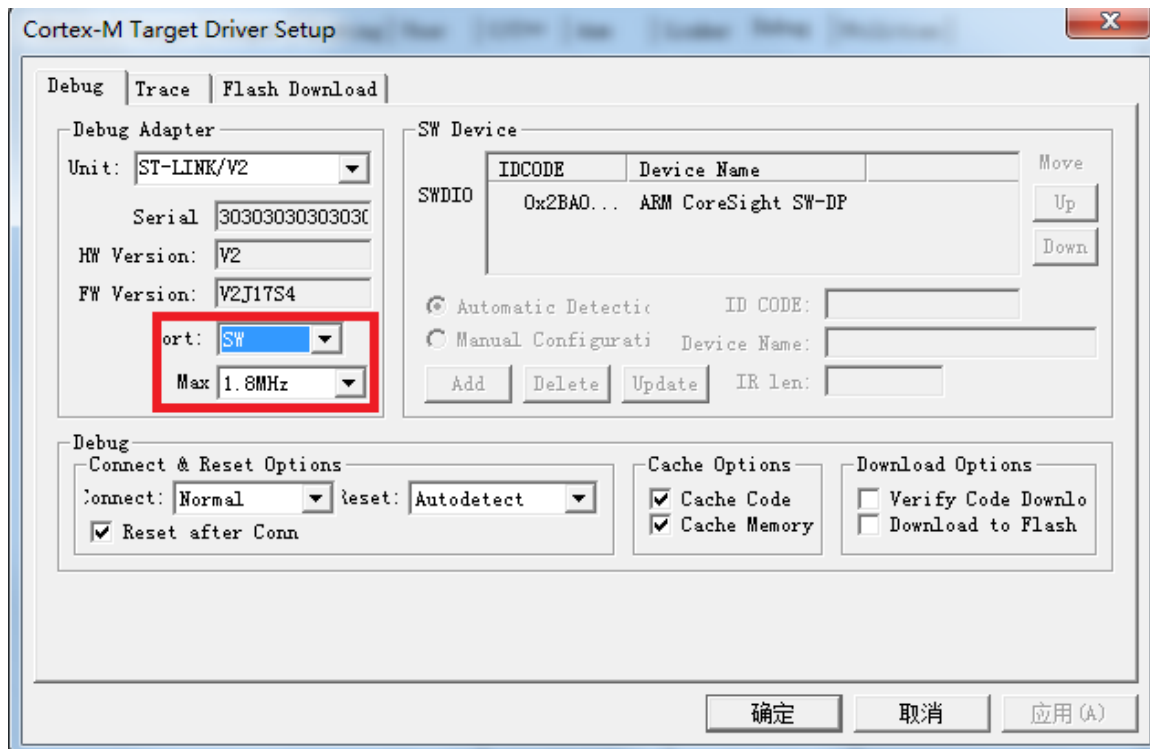 Cortex-M Target Driver Setup
Debug Trace Flash Download
Debug Adapter
Unit: ST-LINK/V2
Serial 3030303030303
HW Version: V2
FW Version: V2J17S4
ort: SW
Max 1.8MHz
SW Device
SWDIO
IDCODE Device Name
0x2BA0... ARM CoreSight SW-DP
Move
Up
Down
Automatic Detectic
ID CODE:
Manual Configurati
Device Name:
Add Delete Update
IR len:
Debug
Connect & Reset Options
Connect: Normal Reset: Autodetect
Reset after Conn
Cache Options
Cache Code
Cache Memory
Download Options
Verify Code Downlo
Download to Flash
确定 取消 应用(A)